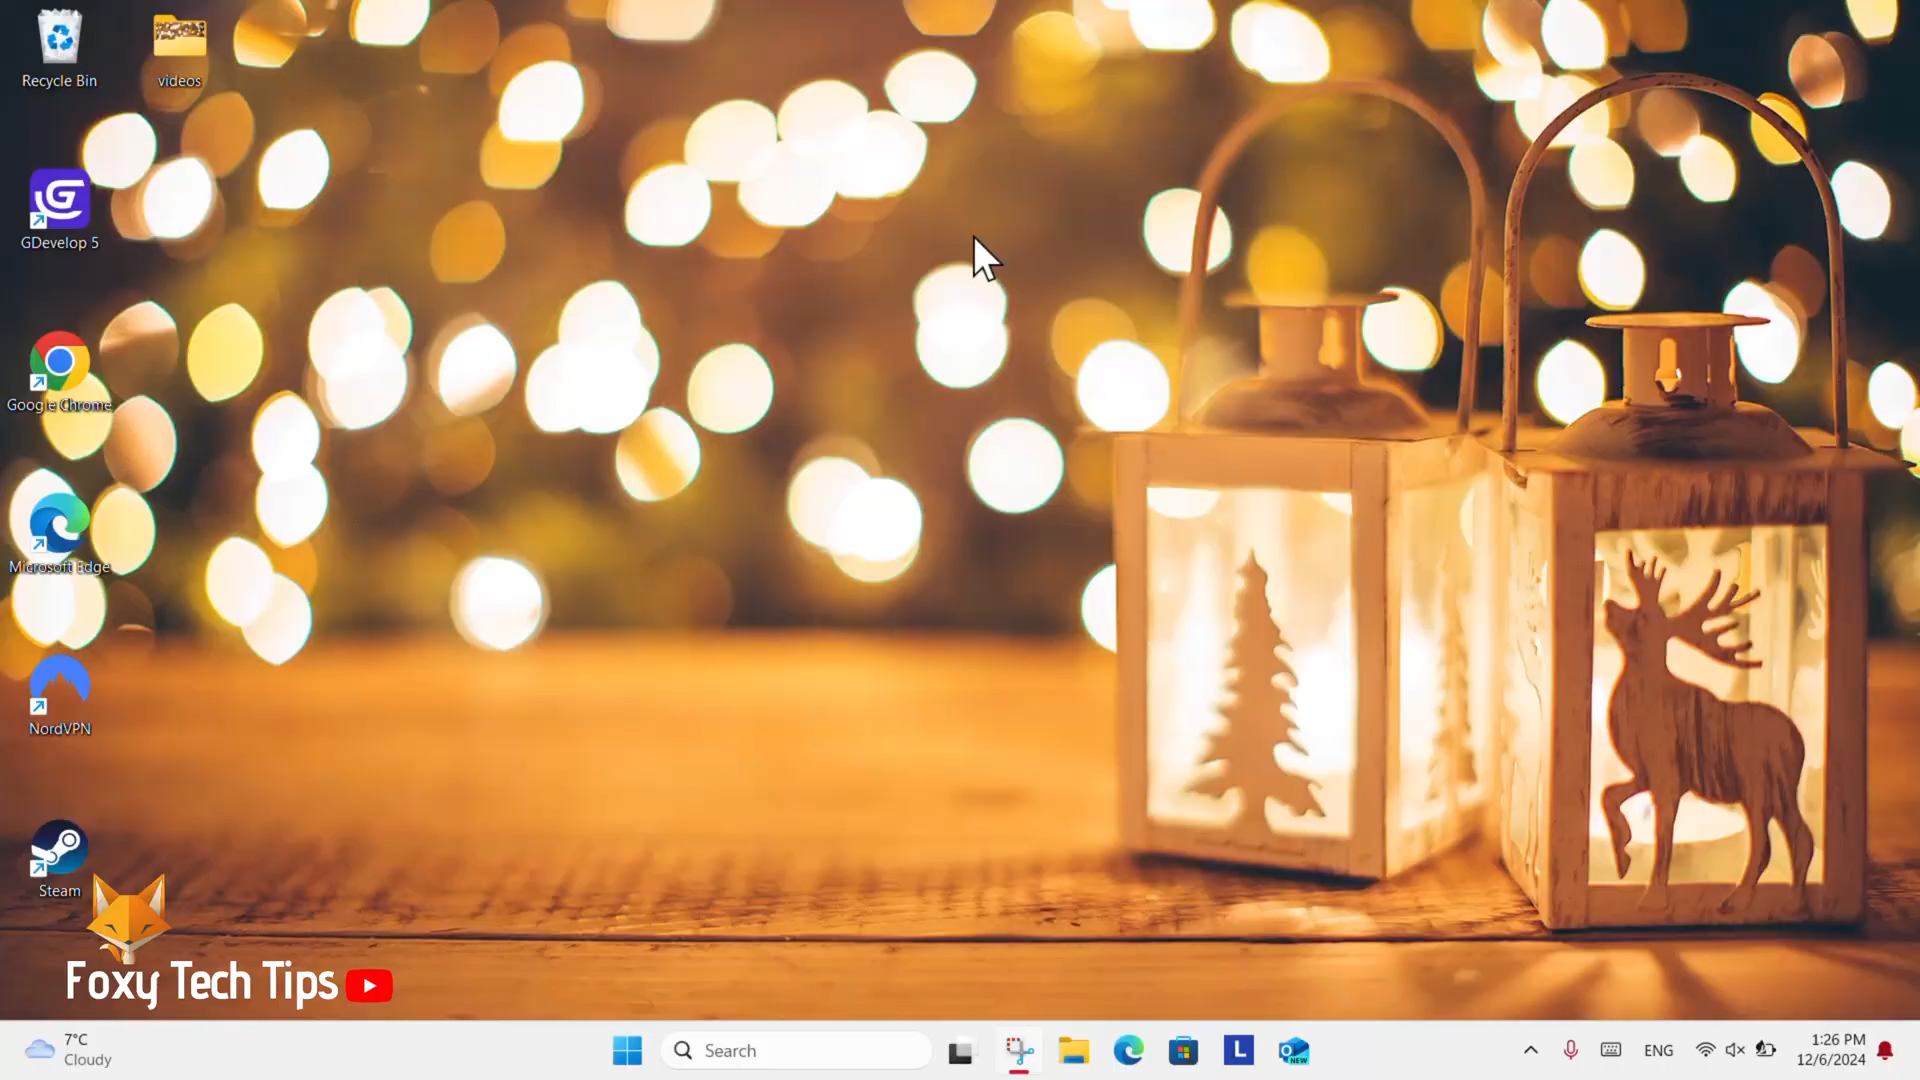 Recycle Bin
videos
GDevelop 5
Google Chrome
Microsoft Edge
NordVPN
Steam
Foxy Tech Tips
7°C
Cloudy
Search
L
NEW
ENG
1:26 PM
12/6/2024